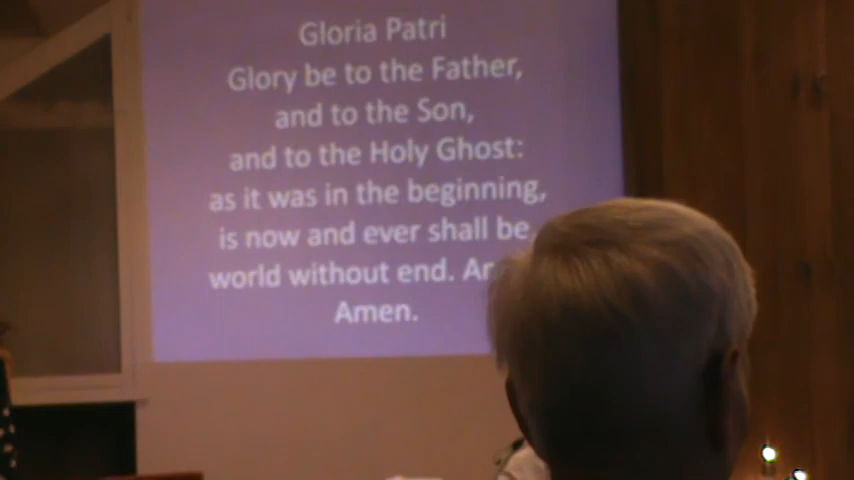 Gloria Patri
Glory be to the Father,
and to the Son,
and to the Holy Ghost:
as it was in the beginning,
is now and ever shall be
world without end.
Amen.